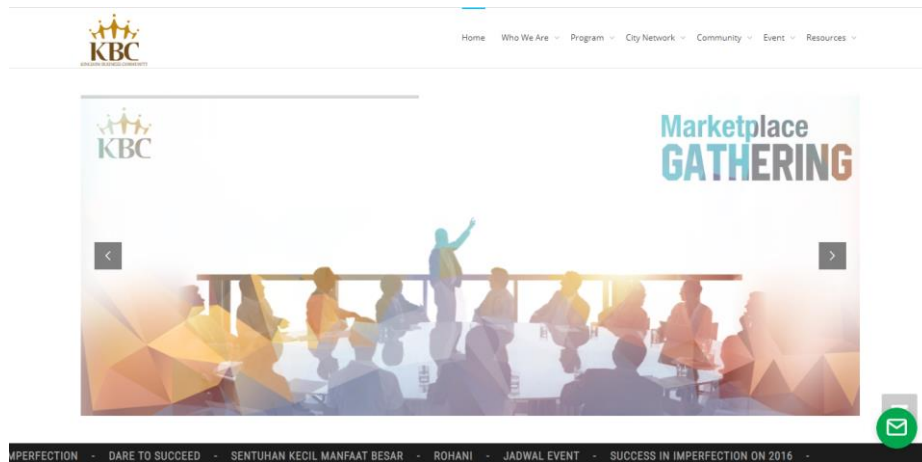 KBC
Home Who We Are Program City Network Community Event Resources
KBC
Marketplace
GATHERING
MPERFECTION - DARE TO SUCCEED - SENTUHAN KECIL MANFAAT BESAR - ROHANI - JADWAL EVENT - SUCCESS IN IMPERFECTION ON 2016 -